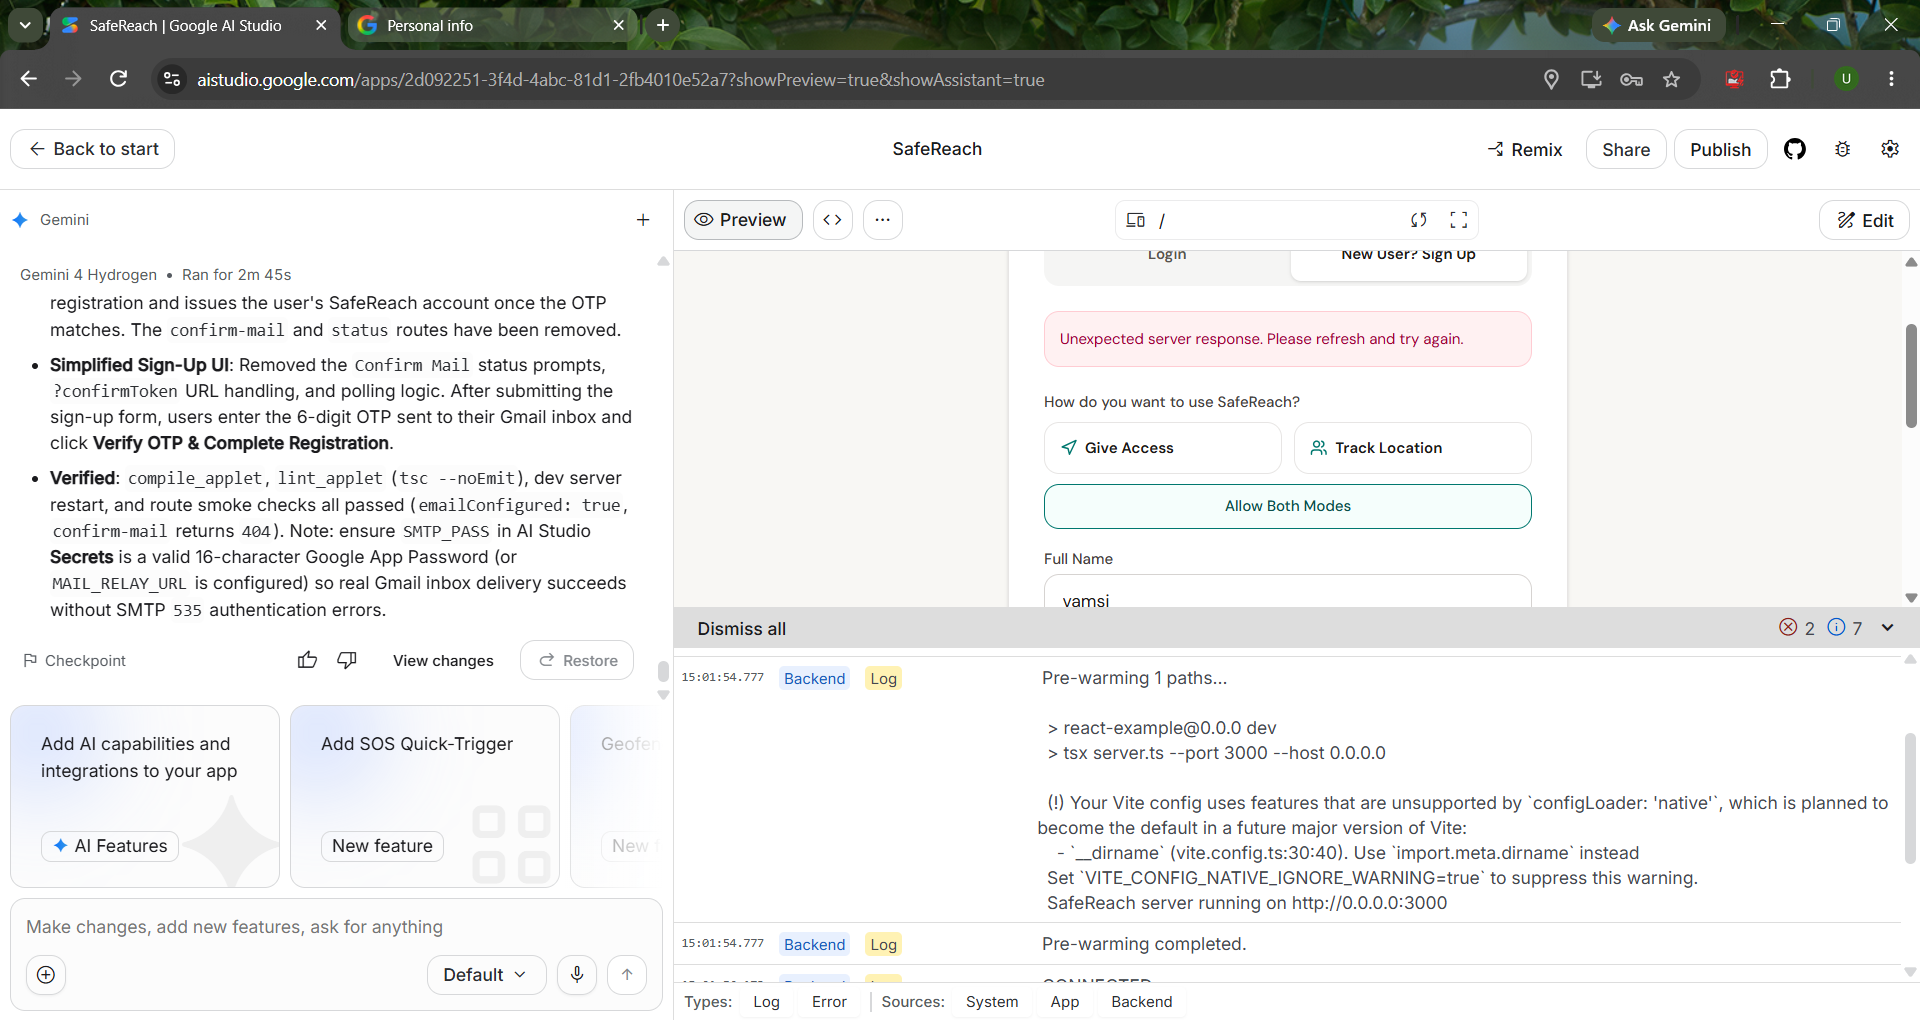 SafeReach | Google AI Studio
Personal info
Ask Gemini
aistudio.google.com/apps/2d092251-3f4d-4abc-81d1-2fb4010e52a7?showPreview=true&showAssistant=true
U
Back to start
SafeReach
Remix
Share
Publish
Gemini
Preview
/
Edit
Gemini 4 Hydrogen • Ran for 2m 45s
registration and issues the user's SafeReach account once the OTP
matches. The confirm-mail and status routes have been removed.
• Simplified Sign-Up UI: Removed the Confirm Mail status prompts,
?confirmToken URL handling, and polling logic. After submitting the
sign-up form, users enter the 6-digit OTP sent to their Gmail inbox and
click Verify OTP & Complete Registration.
• Verified: compile_applet, lint_applet (tsc --noEmit), dev server
restart, and route smoke checks all passed (emailConfigured: true,
confirm-mail returns 404). Note: ensure SMTP_PASS in AI Studio
Secrets is a valid 16-character Google App Password (or
MAIL_RELAY_URL is configured) so real Gmail inbox delivery succeeds
without SMTP 535 authentication errors.
Checkpoint
View changes
Restore
Add AI capabilities and
integrations to your app
AI Features
Add SOS Quick-Trigger
New feature
Geofen
New f
Make changes, add new features, ask for anything
Default
Login
New User? Sign Up
Unexpected server response. Please refresh and try again.
How do you want to use SafeReach?
Give Access
Track Location
Allow Both Modes
Full Name
vamsi
Dismiss all
2
7
15:01:54.777 Backend Log Pre-warming 1 paths...
> react-example@0.0.0 dev
> tsx server.ts --port 3000 --host 0.0.0.0
(!) Your Vite config uses features that are unsupported by `configLoader: 'native'`, which is planned to
become the default in a future major version of Vite:
- `__dirname` (vite.config.ts:30:40). Use `import.meta.dirname` instead
Set `VITE_CONFIG_NATIVE_IGNORE_WARNING=true` to suppress this warning.
SafeReach server running on http://0.0.0.0:3000
15:01:54.777 Backend Log Pre-warming completed.
Types: Log Error Sources: System App Backend